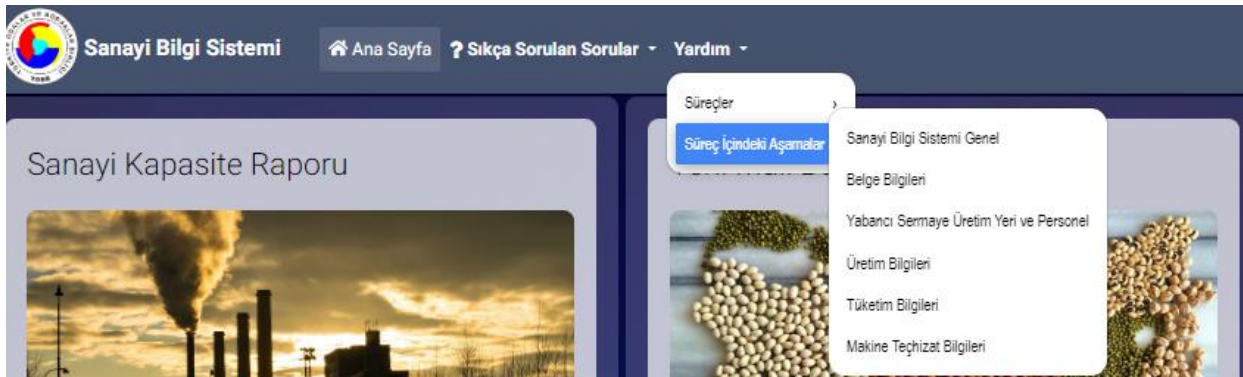 Sanayi Bilgi Sistemi
Ana Sayfa
? Sıkça Sorulan Sorular
Yardım
Süreçler
Süreç İçindeki Aşamalar
Sanayi Bilgi Sistemi Genel
Belge Bilgileri
Yabancı Sermaye Üretim Yeri ve Personel
Üretim Bilgileri
Tüketim Bilgileri
Makine Teçhizat Bilgileri
Sanayi Kapasite Raporu